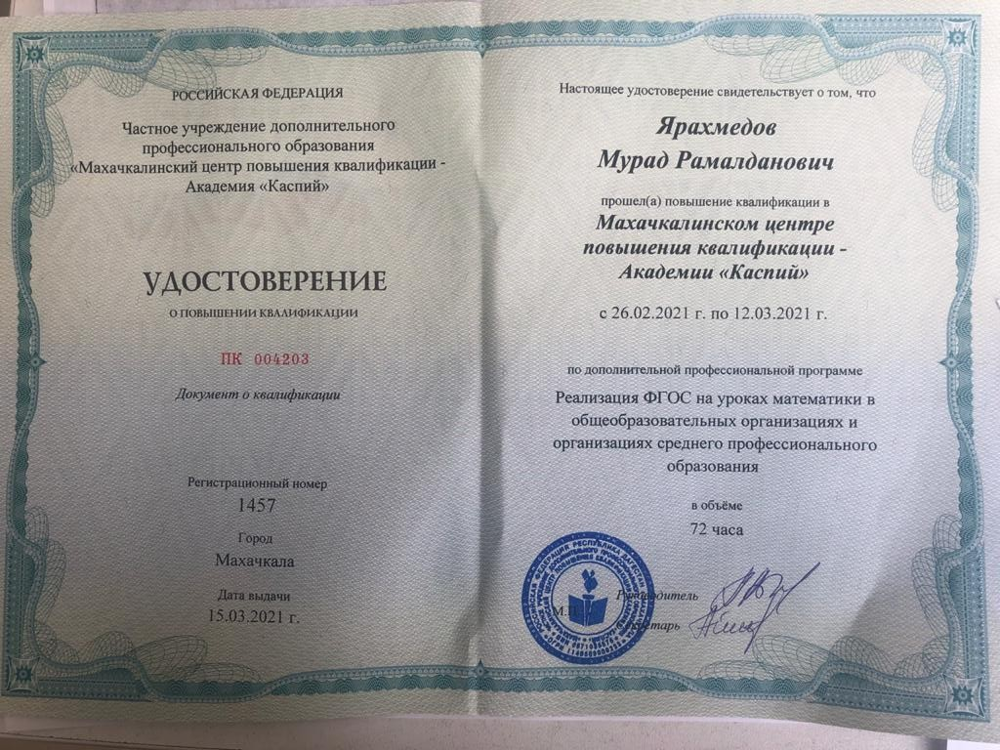 РОССИЙСКАЯ ФЕДЕРАЦИЯ
Частное учреждение дополнительного
профессионального образования
«Махачкалинский центр повышения квалификации -
Академия «Каспий»
УДОСТОВЕРЕНИЕ
О ПОВЫШЕНИИ КВАЛИФИКАЦИИ
ПК 004203
Документ о квалификации
Регистрационный номер
1457
Город
Махачкала
Дата выдачи
15.03.2021 г.
Настоящее удостоверение свидетельствует о том, что
Ярахмедов
Мурад Рамалданович
прошел(а) повышение квалификации в
Махачкалинском центре
повышения квалификации -
Академии «Каспий»
с 26.02.2021 г. по 12.03.2021 г.
по дополнительной профессиональной программе
Реализация ФГОС на уроках математики в
общеобразовательных организациях и
организациях среднего профессионального
образования
в объёме
72 часа
Руководитель
М.П.
Секретарь